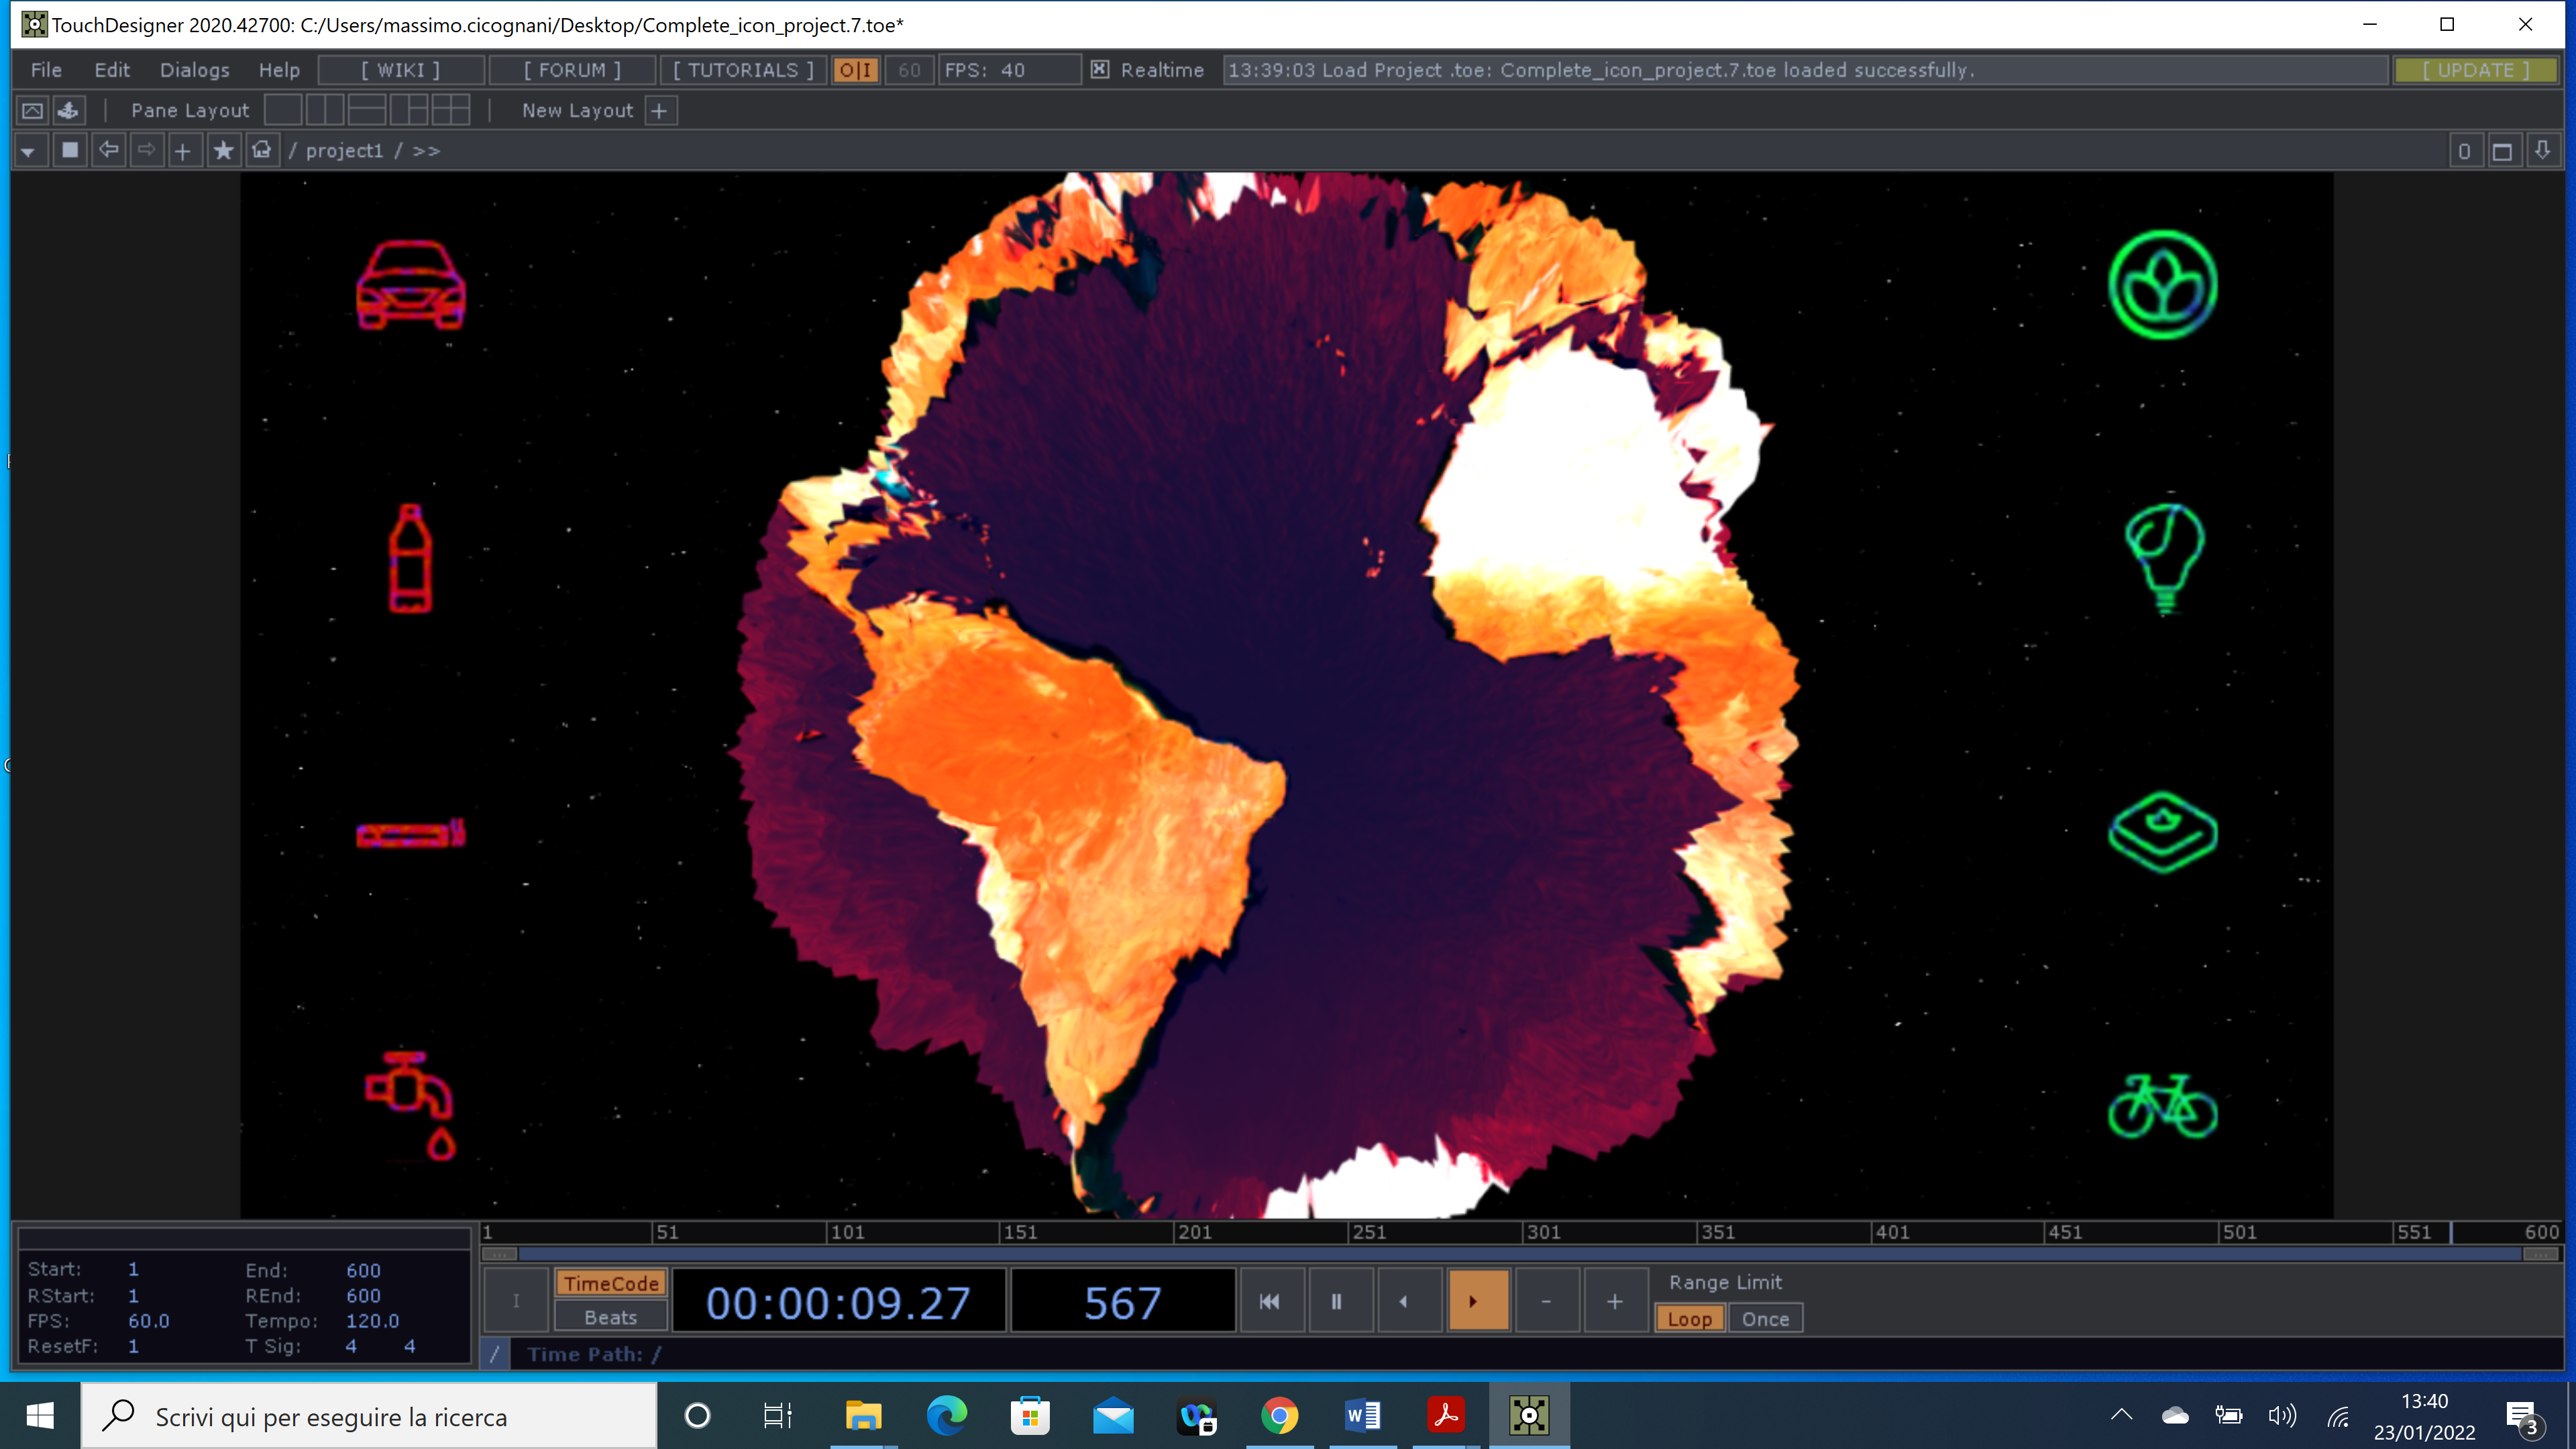 TouchDesigner 2020.42700: C:/Users/massimo.cicognani/Desktop/Complete_icon_project.7.toe*
File Edit Dialogs Help [ WIKI ] [ FORUM ] [ TUTORIALS ] O|I 60 FPS: 40 Realtime 13:39:03 Load Project .toe: Complete_icon_project.7.toe loaded successfully. [ UPDATE ]
Pane Layout New Layout +
/ project1 / >> 0
1 51 101 151 201 251 301 351 401 451 501 551 600
Start: 1 End: 600
RStart: 1 REnd: 600
FPS: 60.0 Tempo: 120.0
ResetF: 1 T Sig: 4 4
I TimeCode 00:00:09.27 567 - + Range Limit
Beats Loop Once
/ Time Path: /
Scrivi qui per eseguire la ricerca
13:40
23/01/2022
3